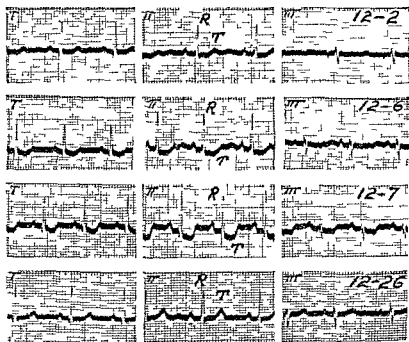 I II R T III 12-2
I II R T III 12-6
I II R T III 12-7
I II R T III 12-26